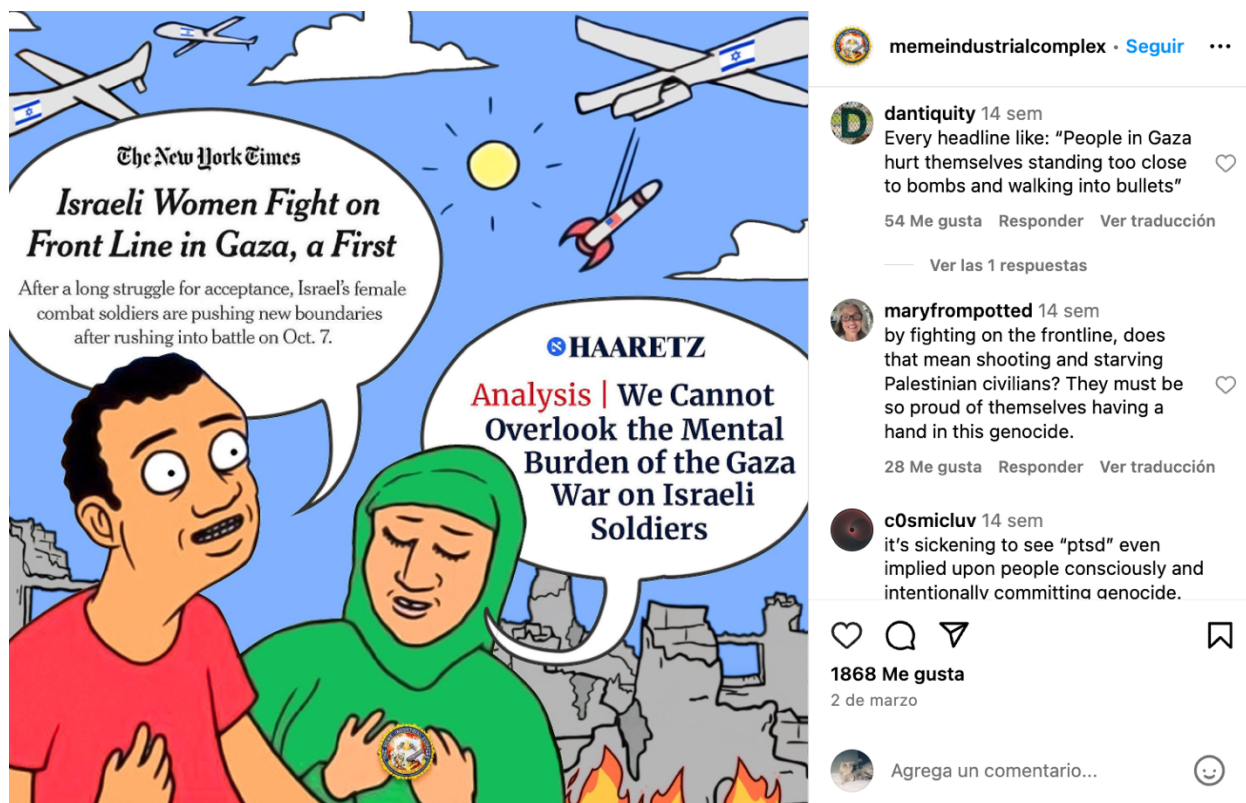 The New York Times
Israeli Women Fight on
Front Line in Gaza, a First
After a long struggle for acceptance, Israel's female
combat soldiers are pushing new boundaries
after rushing into battle on Oct. 7.
HAARETZ
Analysis | We Cannot
Overlook the Mental
Burden of the Gaza
War on Israeli
Soldiers
memeindustrialcomplex • Seguir
dantiquity 14 sem
Every headline like: “People in Gaza
hurt themselves standing too close
to bombs and walking into bullets”
54 Me gusta Responder Ver traducción
Ver las 1 respuestas
maryfrompotted 14 sem
by fighting on the frontline, does
that mean shooting and starving
Palestinian civilians? They must be
so proud of themselves having a
hand in this genocide.
28 Me gusta Responder Ver traducción
c0smicluv 14 sem
it’s sickening to see “ptsd” even
implied upon people consciously and
intentionally committing genocide.
1868 Me gusta
2 de marzo
Agrega un comentario...